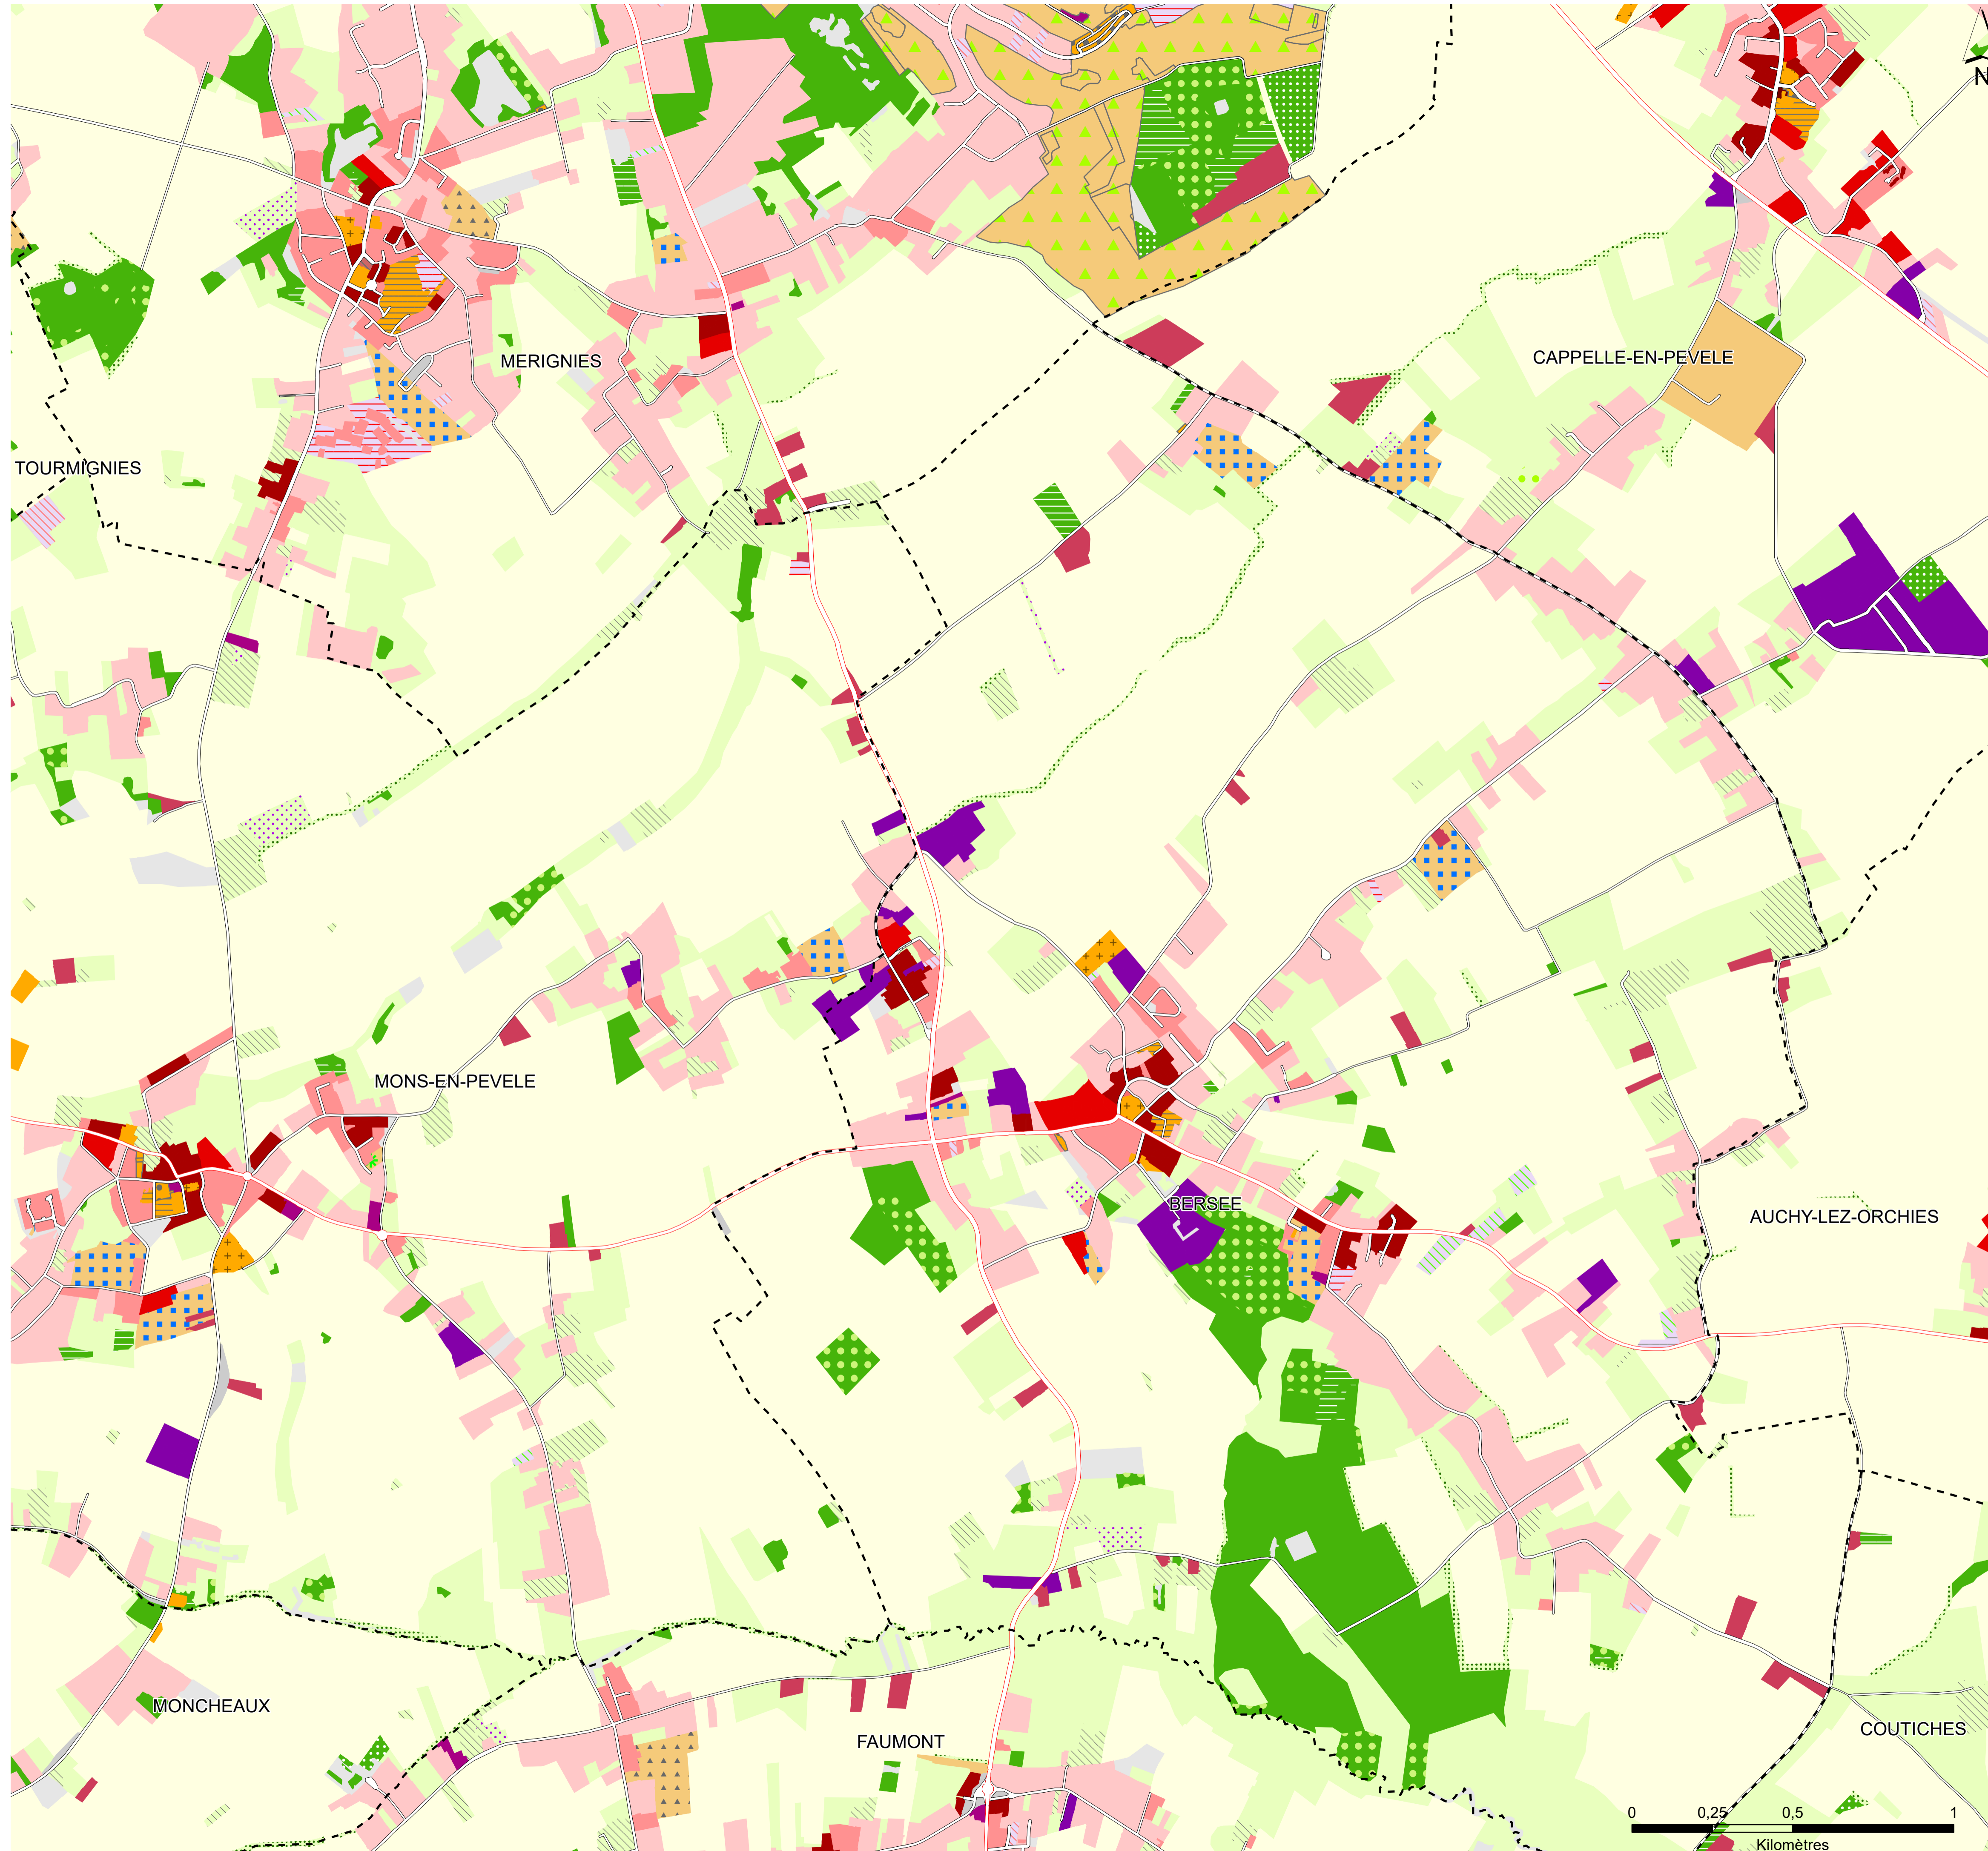 N
MERIGNIES
CAPPELLE-EN-PEVELE
TOURMIGNIES
MONS-EN-PEVELE
BERSEE
AUCHY-LEZ-ORCHIES
MONCHEAUX
FAUMONT
COUTICHES
0 0,25 0,5 1
Kilomètres